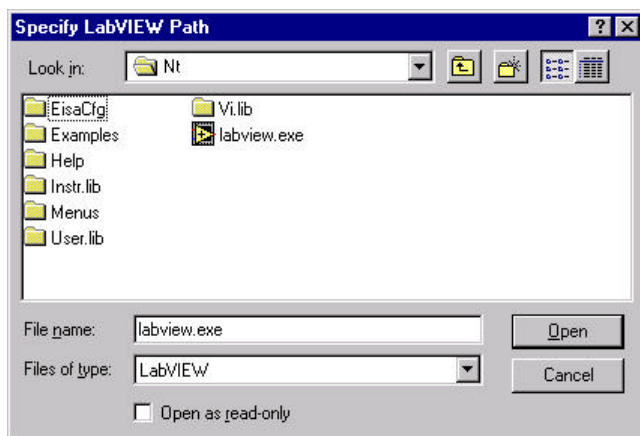 Specify LabVIEW Path
Look in: Nt
EisaCfg Vi.lib
Examples labview.exe
Help
Instr.lib
Menus
User.lib
File name: labview.exe Open
Files of type: LabVIEW Cancel
Open as read-only